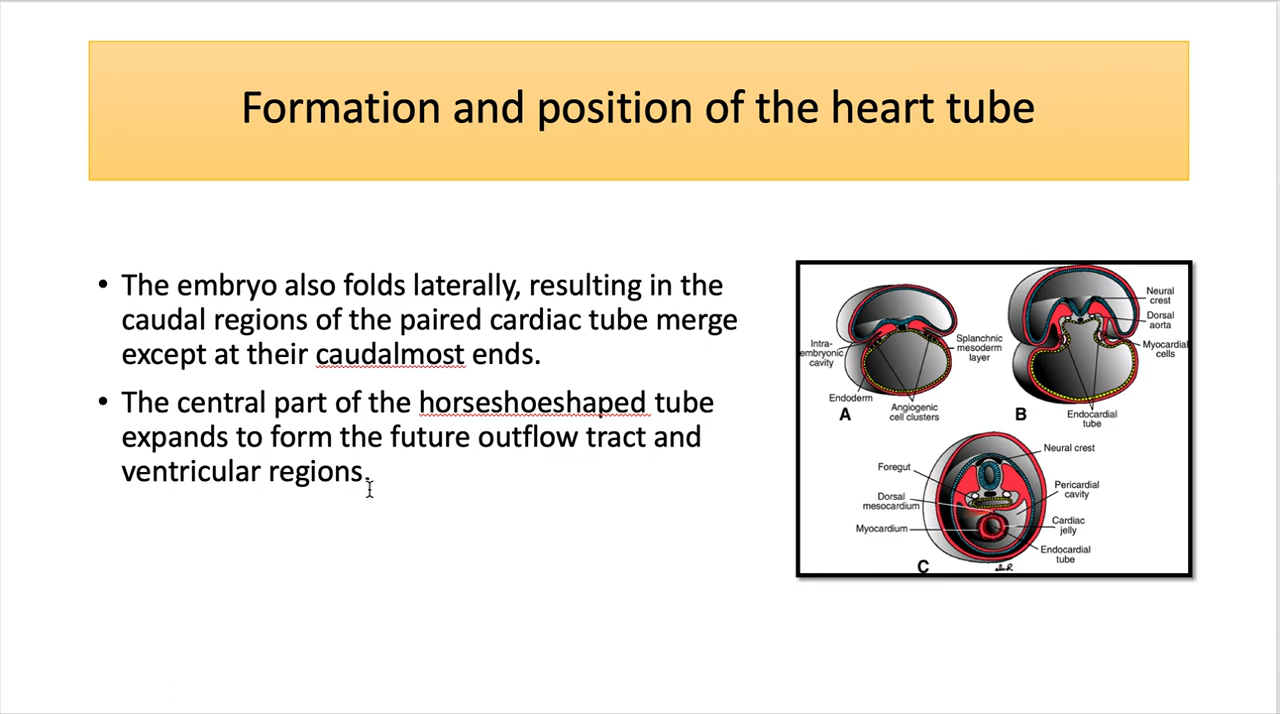 Formation and position of the heart tube
• The embryo also folds laterally, resulting in the
caudal regions of the paired cardiac tube merge
except at their caudalmost ends.
• The central part of the horseshoeshaped tube
expands to form the future outflow tract and
ventricular regions.
Intra-
embryonic
cavity
Endoderm
A
Angiogenic
cell clusters
Splanchnic
mesoderm
layer
Neural
crest
Dorsal
aorta
Myocardial
cells
B
Endocardial
tube
Foregut
Dorsal
mesocardium
Myocardium
C
Neural crest
Pericardial
cavity
Cardiac
jelly
Endocardial
tube